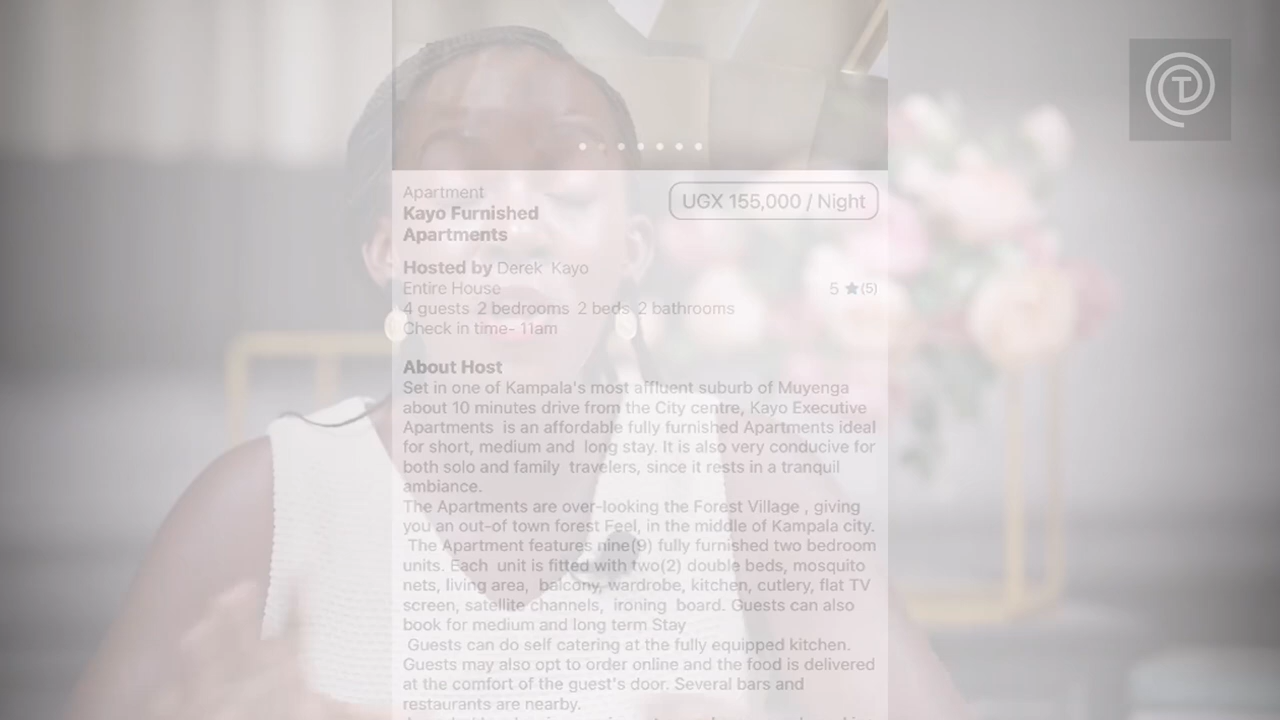 Apartment
UGX 155,000 / Night
Kayo Furnished
Apartments
Hosted by Derek Kayo
Entire House
5 ★(5)
4 guests 2 bedrooms 2 beds 2 bathrooms
Check in time- 11am
About Host
Set in one of Kampala's most affluent suburb of Muyenga
about 10 minutes drive from the City centre, Kayo Executive
Apartments is an affordable fully furnished Apartments ideal
for short, medium and long stay. It is also very conducive for
both solo and family travelers, since it rests in a tranquil
ambiance.
The Apartments are over-looking the Forest Village , giving
you an out-of town forest Feel, in the middle of Kampala city.
The Apartment features nine(9) fully furnished two bedroom
units. Each unit is fitted with two(2) double beds, mosquito
nets, living area, balcony, wardrobe, kitchen, cutlery, flat TV
screen, satellite channels, ironing board. Guests can also
book for medium and long term Stay
Guests can do self catering at the fully equipped kitchen.
Guests may also opt to order online and the food is delivered
at the comfort of the guest's door. Several bars and
restaurants are nearby.